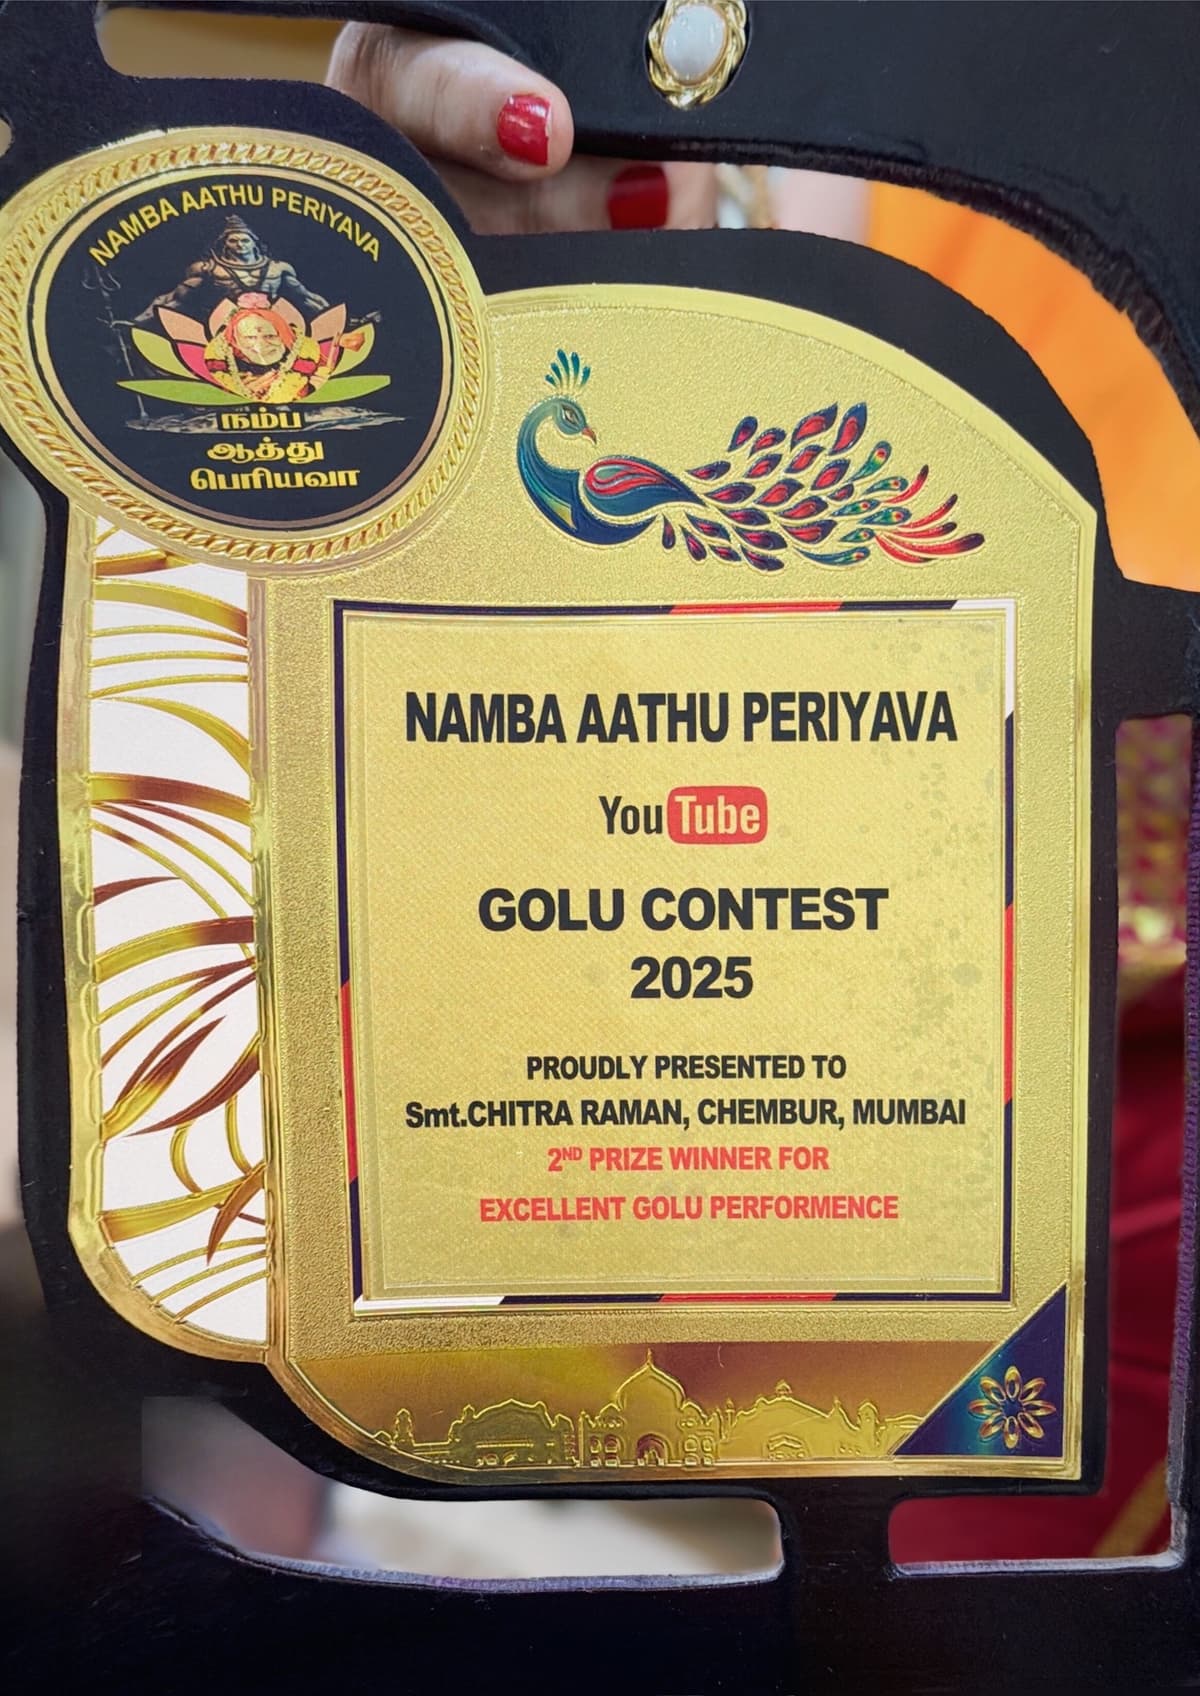 NAMBA AATHU PERIYAVA
நம்ப
ஆத்து
பெரியவா
NAMBA AATHU PERIYAVA
YouTube
GOLU CONTEST
2025
PROUDLY PRESENTED TO
Smt.CHITRA RAMAN, CHEMBUR, MUMBAI
2ND PRIZE WINNER FOR
EXCELLENT GOLU PERFORMENCE